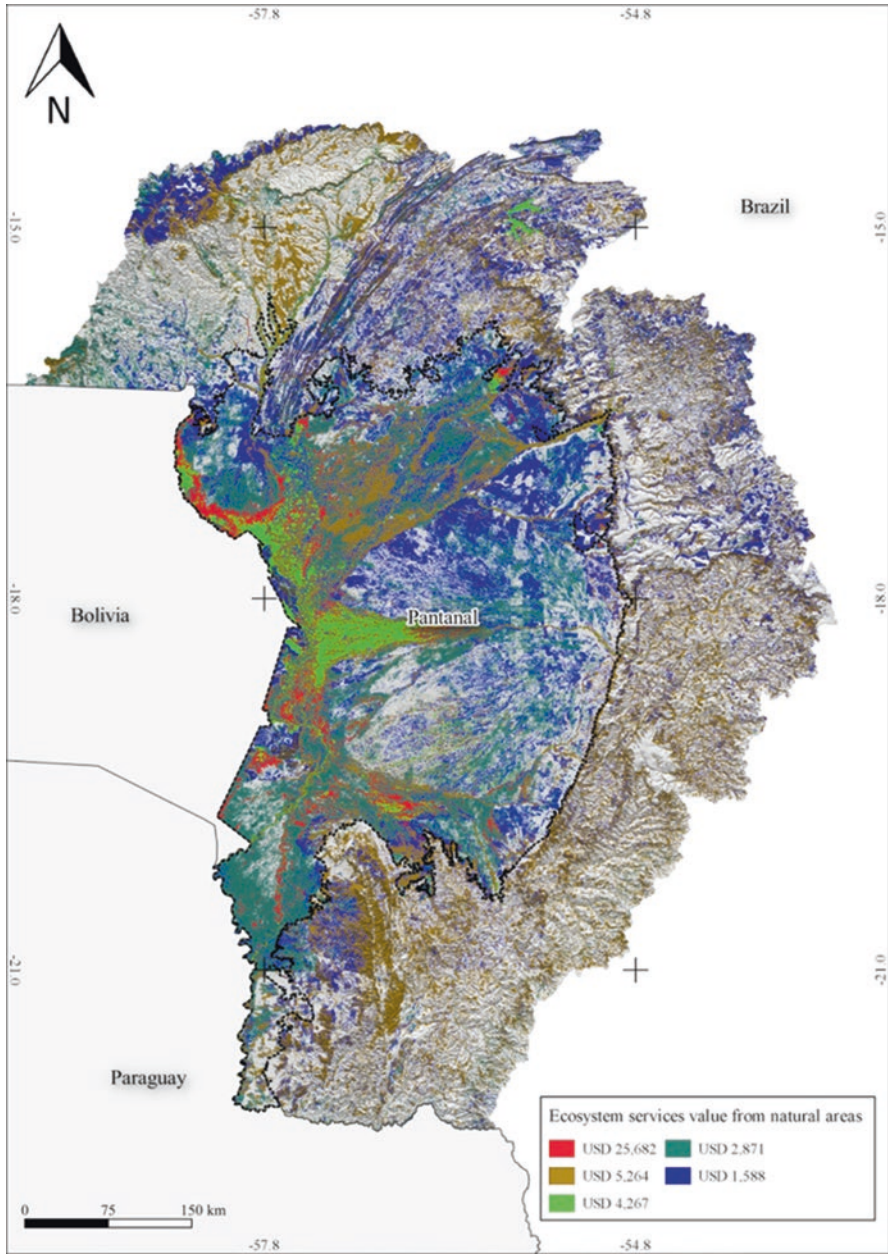 -57.8 -54.8
N
Brazil
-15.0 -15.0
Bolivia
-18.0 -18.0
Pantanal
-21.0 -21.0
Paraguay
Ecosystem services value from natural areas
USD 25,682 USD 2.871
USD 5,264 USD 1.588
USD 4,267
0 75 150 km
-57.8 -54.8